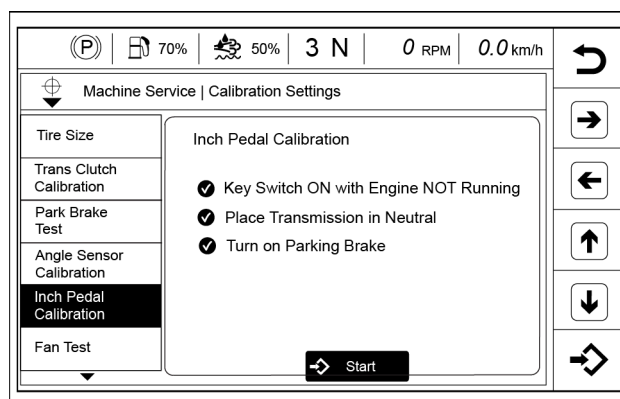 (P) 70% 50% 3 N 0 RPM 0.0 km/h
Machine Service | Calibration Settings
Tire Size
Trans Clutch
Calibration
Park Brake
Test
Angle Sensor
Calibration
Inch Pedal
Calibration
Fan Test
Inch Pedal Calibration
Key Switch ON with Engine NOT Running
Place Transmission in Neutral
Turn on Parking Brake
Start